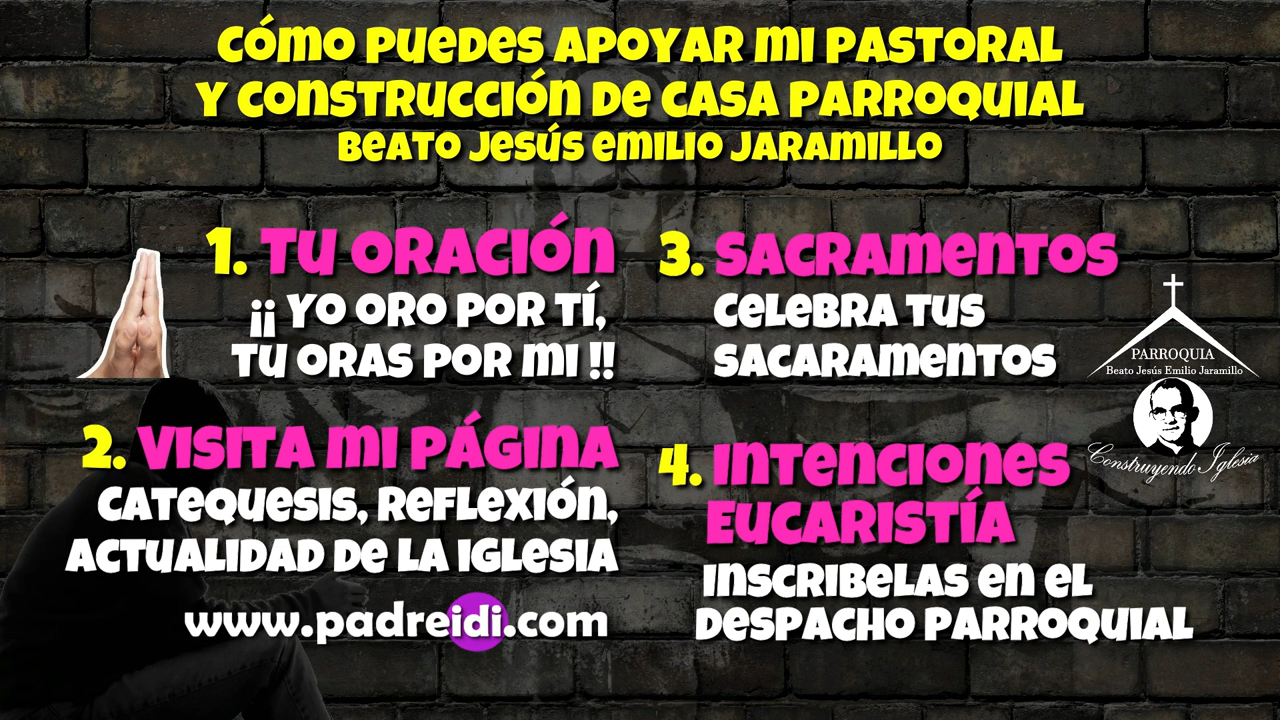 Cómo puedes apoyar mi pastoral
y construcción de casa parroquial
Beato Jesús Emilio Jaramillo
1. Tu oración
¡¡ Yo oro por tí,
tu oras por mi !!
2. Visita mi página
Catequesis, reflexión,
actualidad de la iglesia
www.padreidi.com
3. Sacramentos
Celebra tus
sacaramentos
4. Intenciones
Eucaristía
Inscribelas en el
despacho parroquial
PARROQUIA
Beato Jesús Emilio Jaramillo
Construyendo Iglesia